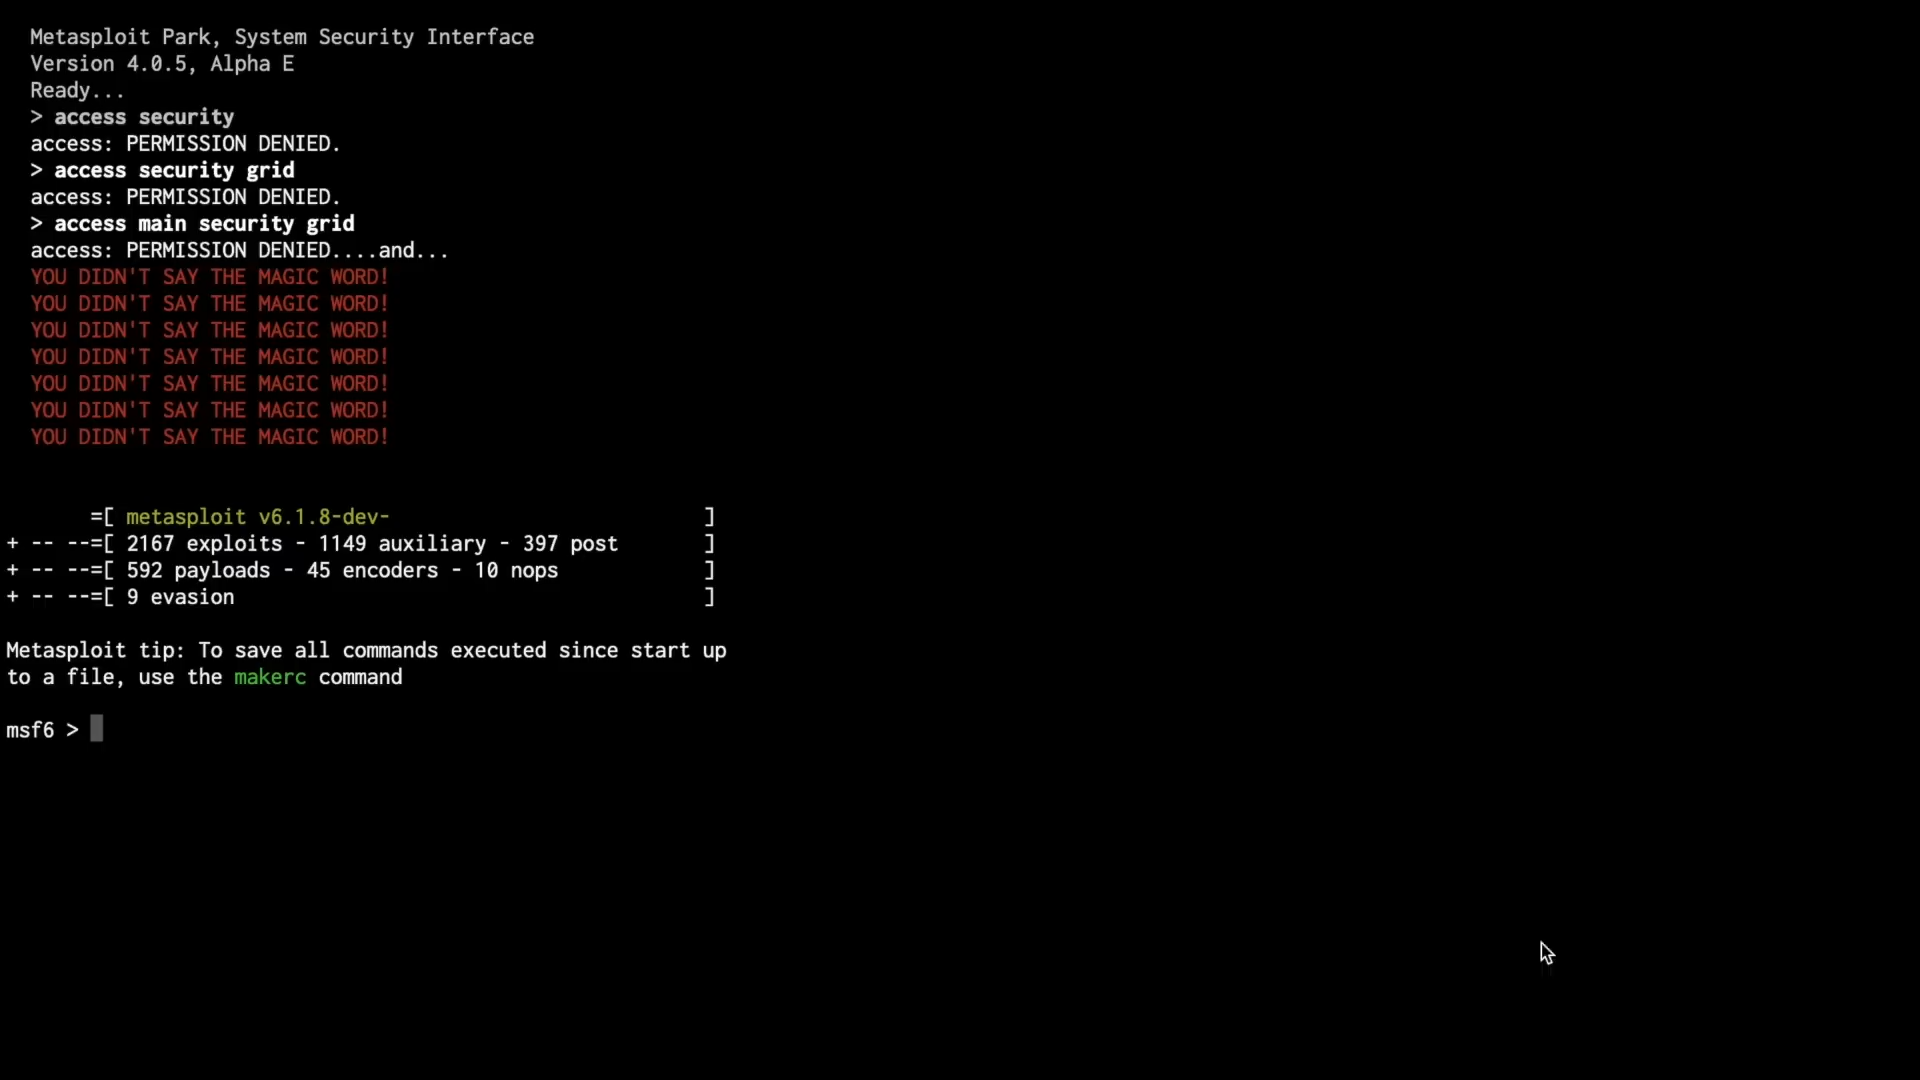 Metasploit Park, System Security Interface
Version 4.0.5, Alpha E
Ready...
> access security
access: PERMISSION DENIED.
> access security grid
access: PERMISSION DENIED.
> access main security grid
access: PERMISSION DENIED....and...
YOU DIDN'T SAY THE MAGIC WORD!
YOU DIDN'T SAY THE MAGIC WORD!
YOU DIDN'T SAY THE MAGIC WORD!
YOU DIDN'T SAY THE MAGIC WORD!
YOU DIDN'T SAY THE MAGIC WORD!
YOU DIDN'T SAY THE MAGIC WORD!
YOU DIDN'T SAY THE MAGIC WORD!
=[ metasploit v6.1.8-dev- ]
+ -- --=[ 2167 exploits - 1149 auxiliary - 397 post ]
+ -- --=[ 592 payloads - 45 encoders - 10 nops ]
+ -- --=[ 9 evasion ]
Metasploit tip: To save all commands executed since start up
to a file, use the makerc command
msf6 >